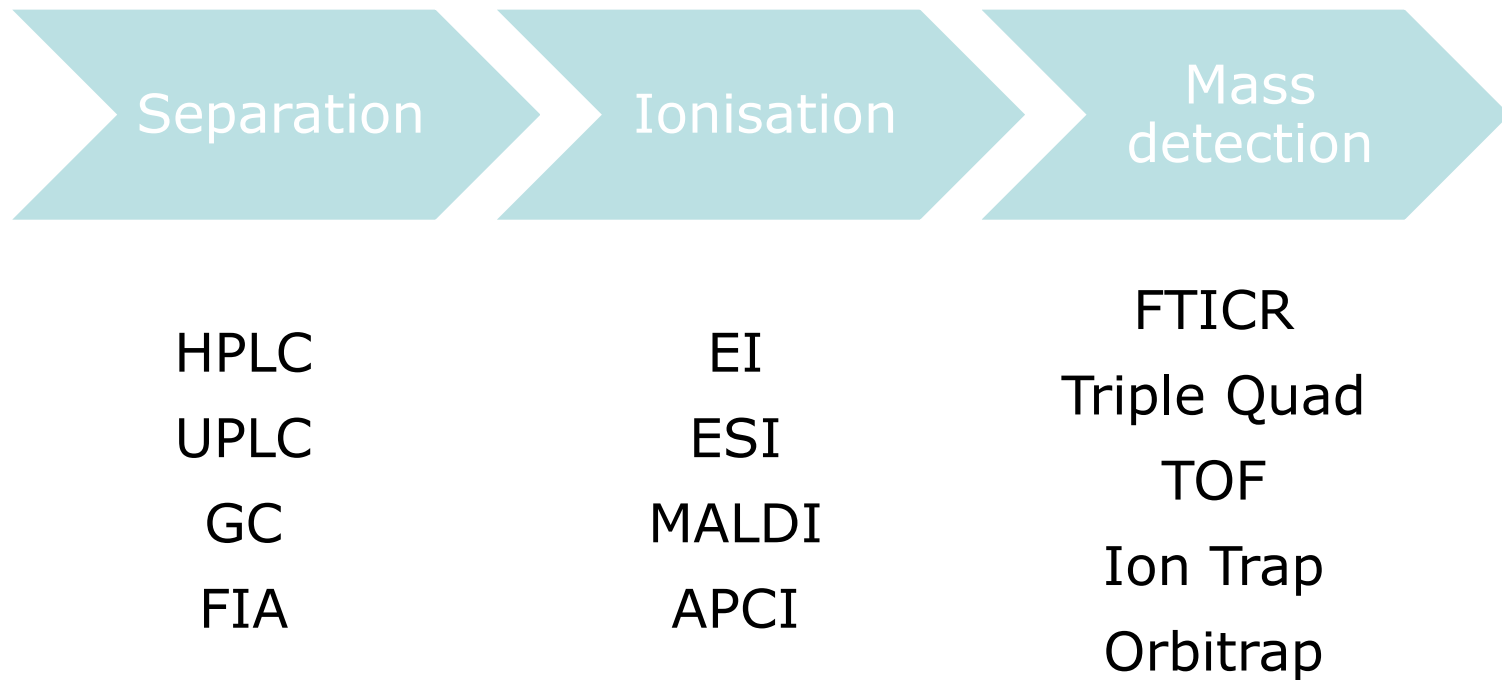 Separation
Ionisation
Mass
detection
HPLC
UPLC
GC
FIA
EI
ESI
MALDI
APCI
FTICR
Triple Quad
TOF
Ion Trap
Orbitrap